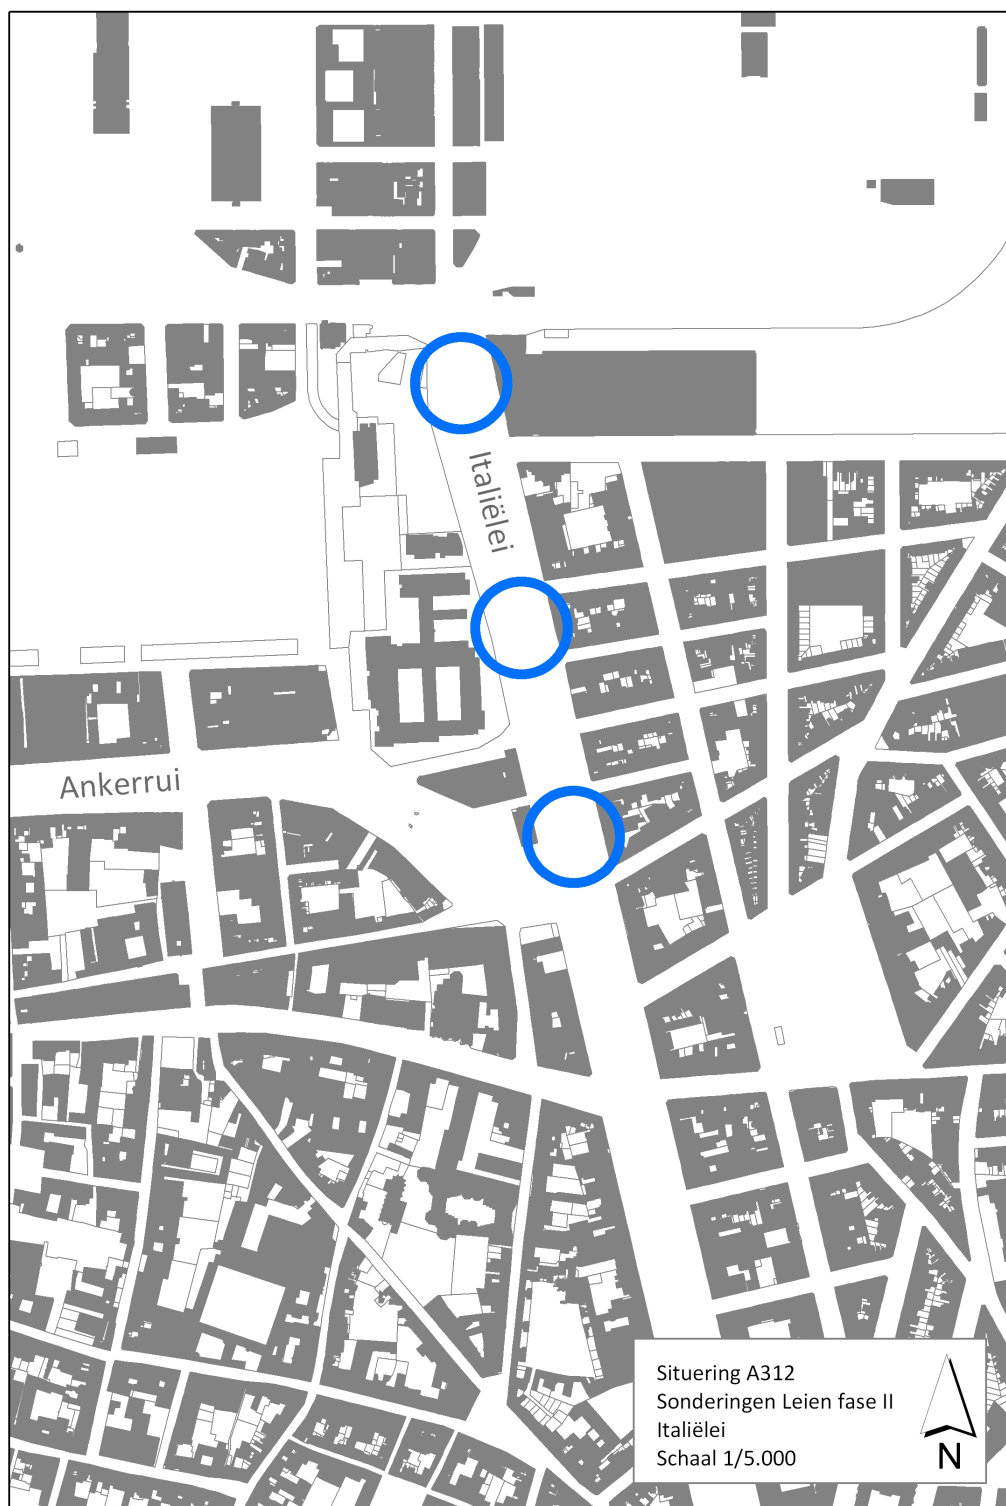 Italiëlei
Ankerrui
Situering A312
Sonderingen Leien fase II
Italiëlei
Schaal 1/5.000
N